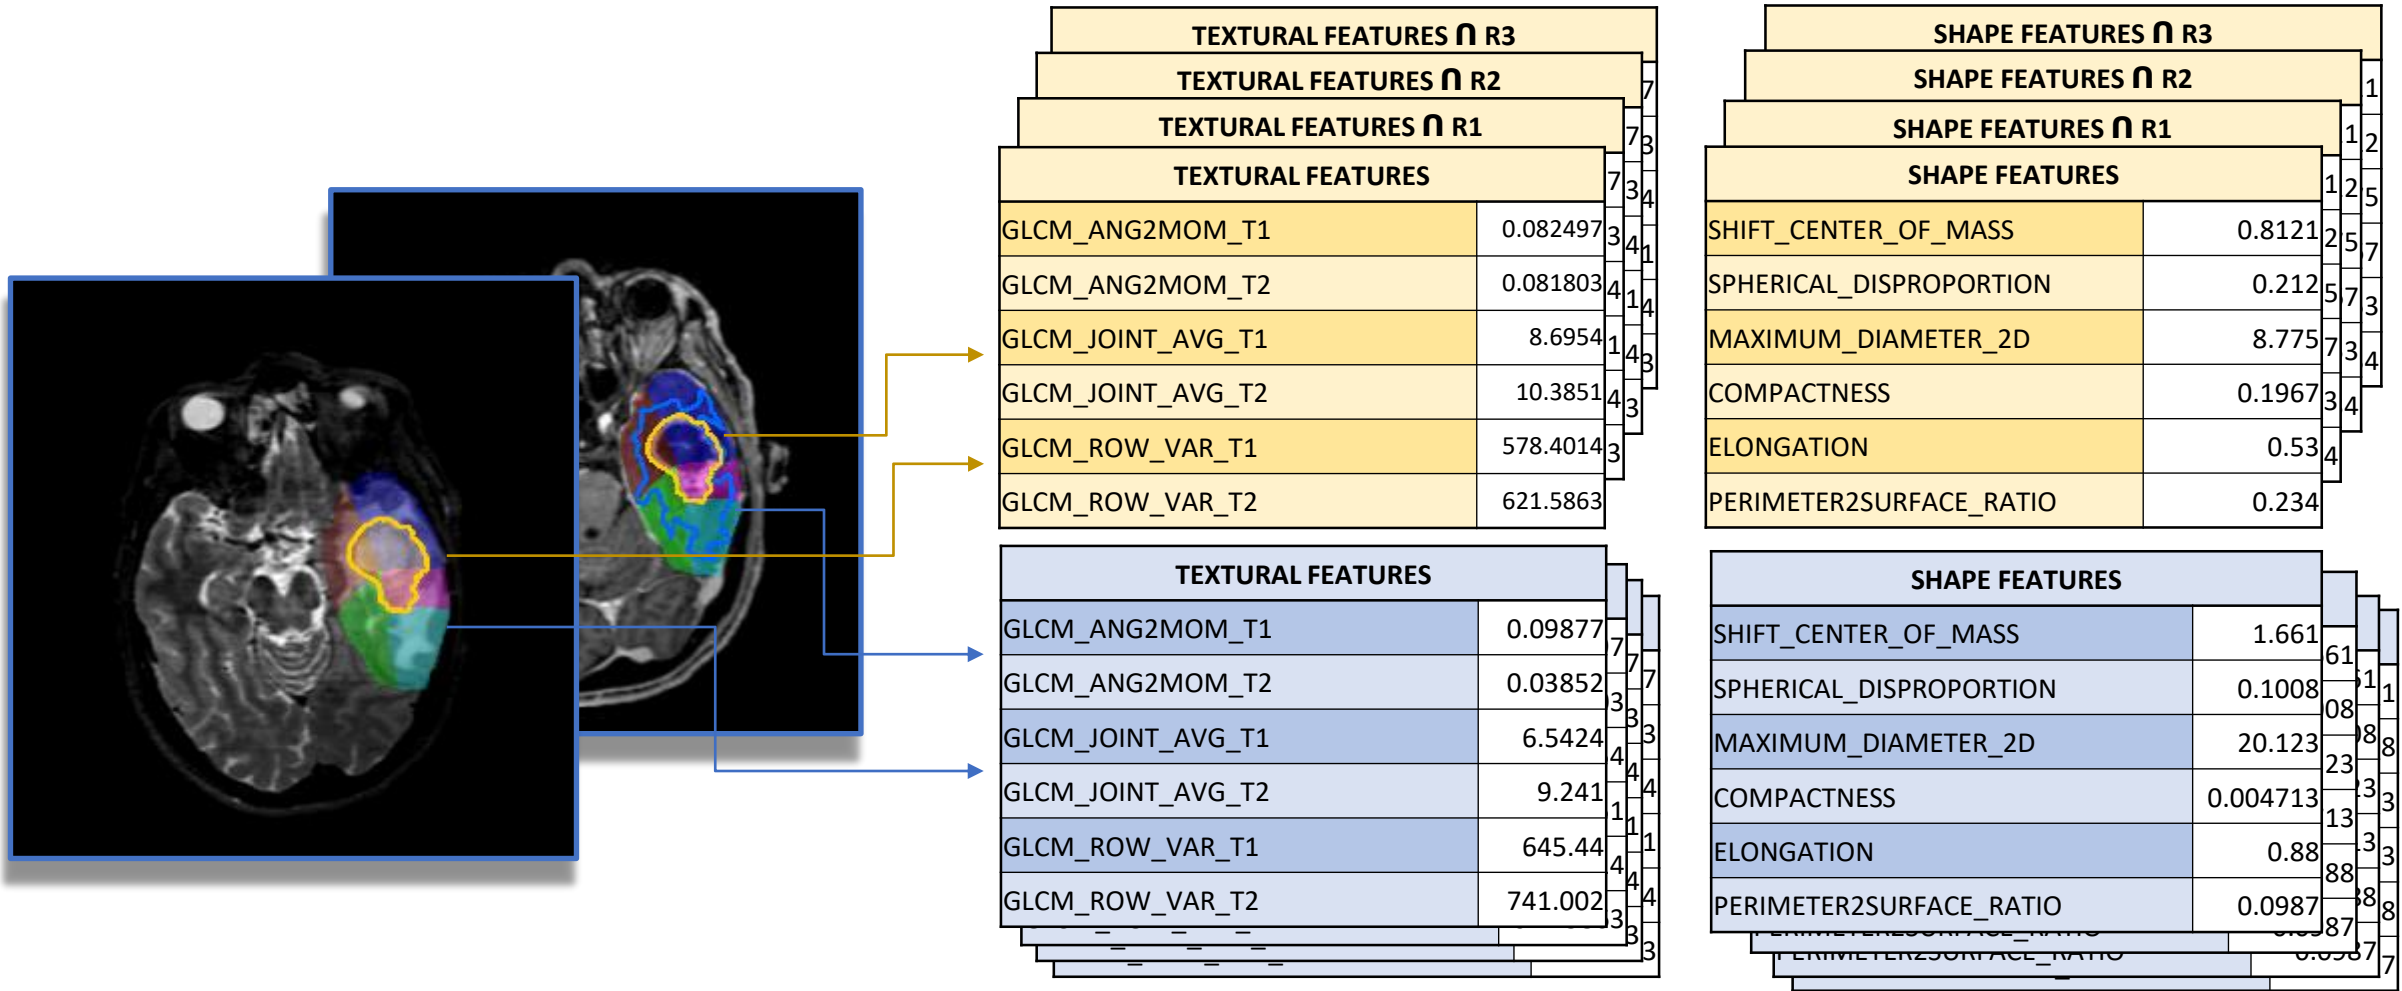 TEXTURAL FEATURES ∩ R3
TEXTURAL FEATURES ∩ R2
TEXTURAL FEATURES ∩ R1
TEXTURAL FEATURES
GLCM_ANG2MOM_T1 0.082497
GLCM_ANG2MOM_T2 0.081803
GLCM_JOINT_AVG_T1 8.6954
GLCM_JOINT_AVG_T2 10.3851
GLCM_ROW_VAR_T1 578.4014
GLCM_ROW_VAR_T2 621.5863
SHAPE FEATURES ∩ R3
SHAPE FEATURES ∩ R2
SHAPE FEATURES ∩ R1
SHAPE FEATURES
SHIFT_CENTER_OF_MASS 0.8121
SPHERICAL_DISPROPORTION 0.212
MAXIMUM_DIAMETER_2D 8.775
COMPACTNESS 0.1967
ELONGATION 0.53
PERIMETER2SURFACE_RATIO 0.234
TEXTURAL FEATURES
GLCM_ANG2MOM_T1 0.09877
GLCM_ANG2MOM_T2 0.03852
GLCM_JOINT_AVG_T1 6.5424
GLCM_JOINT_AVG_T2 9.241
GLCM_ROW_VAR_T1 645.44
GLCM_ROW_VAR_T2 741.002
SHAPE FEATURES
SHIFT_CENTER_OF_MASS 1.661
SPHERICAL_DISPROPORTION 0.1008
MAXIMUM_DIAMETER_2D 20.123
COMPACTNESS 0.004713
ELONGATION 0.88
PERIMETER2SURFACE_RATIO 0.0987